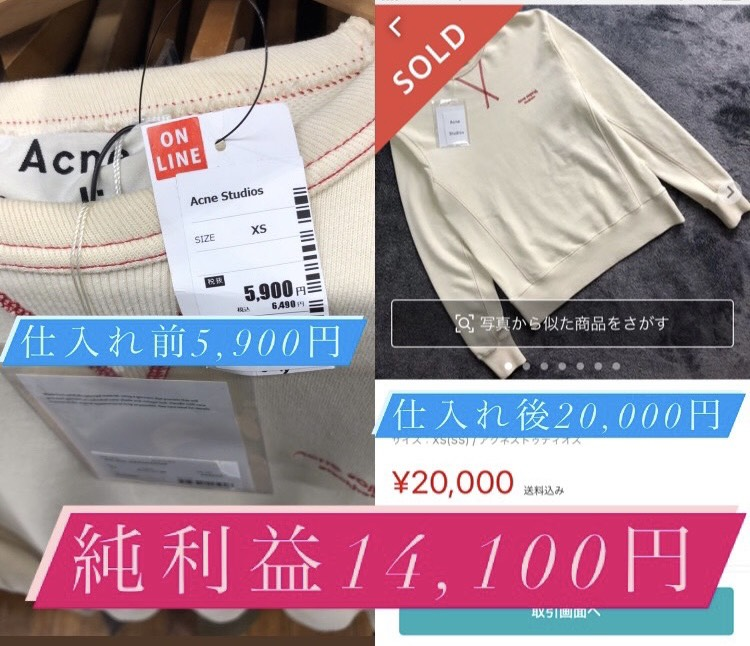 Acne
ON
LINE
Acne Studios
SIZE XS
税抜
5,900円
税込 6,490円
仕入れ前5,900円
SOLD
Acne
Studios
写真から似た商品をさがす
仕入れ後20,000円
サイズ：XS(SS) / アクネストゥディオズ
¥20,000 送料込み
純利益14,100円
取引画面へ